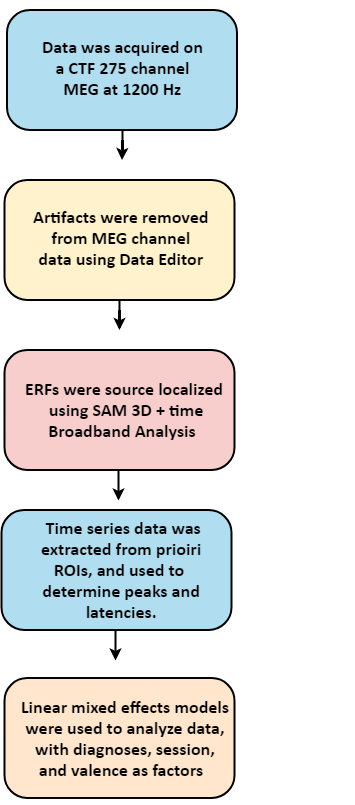 Data was acquired on
a CTF 275 channel
MEG at 1200 Hz
Artifacts were removed
from MEG channel
data using Data Editor
ERFs were source localized
using SAM 3D + time
Broadband Analysis
Time series data was
extracted from prioiri
ROIs, and used to
determine peaks and
latencies.
Linear mixed effects models
were used to analyze data,
with diagnoses, session,
and valence as factors